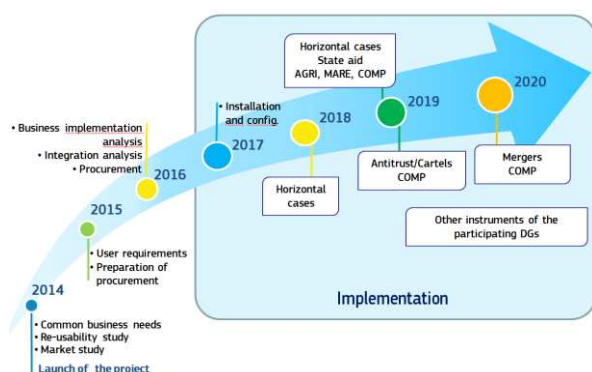 Horizontal cases
State aid
AGRI, MARE, COMP
2020
• Installation
and config.
2019
2018
• Business implementation
analysis
• Integration analysis
• Procurement
2017
Antitrust/Cartels
COMP
Mergers
COMP
2016
Horizontal
cases
2015
Other instruments of the
participating DGs
• User requirements
• Preparation of
procurement
2014
Implementation
• Common business needs
• Re-usability study
• Market study
Launch of the project